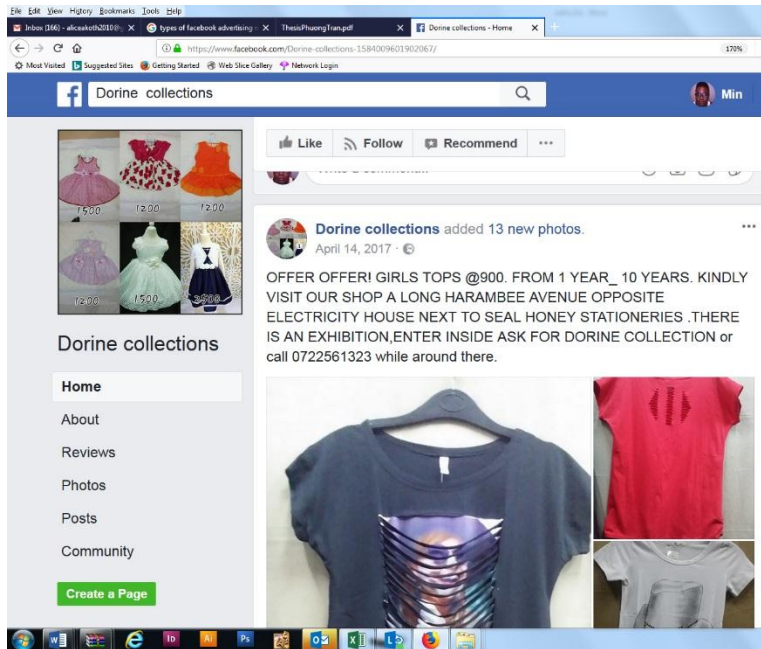 File Edit View History Bookmarks Tools Help
Inbox (166) - aliceakoth2010@
types of facebook advertising
ThesisPhuongTran.pdf
Dorine collections - Home
https://www.facebook.com/Dorine-collections-1584009601902067/
170%
Most Visited Suggested Sites Getting Started Web Slice Gallery Network Login
Dorine collections
Min
Like Follow Recommend ...
1500 1200 1200
1200 1500 3500
Dorine collections
Home
About
Reviews
Photos
Posts
Community
Create a Page
Dorine collections added 13 new photos.
April 14, 2017 ·
OFFER OFFER! GIRLS TOPS @900. FROM 1 YEAR_ 10 YEARS. KINDLY
VISIT OUR SHOP A LONG HARAMBEE AVENUE OPPOSITE
ELECTRICITY HOUSE NEXT TO SEAL HONEY STATIONERIES .THERE
IS AN EXHIBITION,ENTER INSIDE ASK FOR DORINE COLLECTION or
call 0722561323 while around there.